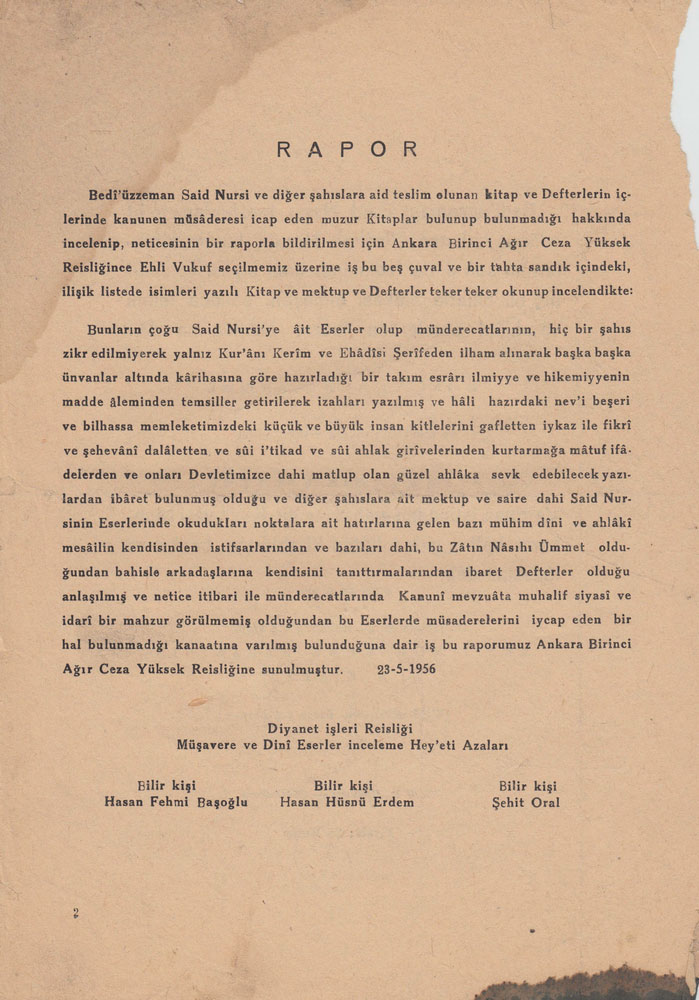 RAPOR
Bedî'üzzeman Said Nursi ve diğer şahıslara aid teslim olunan kitap ve Defterlerin iç-
lerinde kanunen müsâderesi icap eden muzur Kitaplar bulunup bulunmadığı hakkında
incelenip, neticesinin bir raporla bildirilmesi için Ankara Birinci Ağır Ceza Yüksek
Reisliğince Ehli Vukuf seçilmemiz üzerine iş bu beş çuval ve bir tahta sandık içindeki,
ilişik listede isimleri yazılı Kitap ve mektup ve Defterler teker teker okunup incelendikte:
Bunların çoğu Said Nursi'ye âit Eserler olup münderecatlarının, hiç bir şahıs
zikr edilmiyerek yalnız Kur'ânı Kerîm ve Ehâdîsi Şerîfeden ilham alınarak başka başka
ünvanlar altında kârihasına göre hazırladığı bir takım esrârı ilmiyye ve hikemiyyenin
madde âleminden temsiller getirilerek izahları yazılmış ve hâli hazırdaki nev'i beşeri
ve bilhassa memleketimizdeki küçük ve büyük insan kitlelerini gafletten iykaz ile fikrî
ve şehevânî dalâletten ve sûi i'tikad ve sûi ahlak girîvelerinden kurtarmağa mâtuf ifâ-
delerden ve onları Devletimizce dahi matlup olan güzel ahlâka sevk edebilecek yazı-
lardan ibâret bulunmuş olduğu ve diğer şahıslara ait mektup ve saire dahi Said Nur-
sinin Eserlerinde okudukları noktalara ait hatırlarına gelen bazı mühim dîni ve ahlâkî
mesâilin kendisinden istifsarlarından ve bazıları dahi, bu Zâtın Nâsıhı Ümmet oldu-
ğundan bahisle arkadaşlarına kendisini tanıttırmalarından ibaret Defterler olduğu
anlaşılmış ve netice itibari ile münderecatlarında Kanunî mevzuâta muhalif siyasî ve
idarî bir mahzur görülmemiş olduğundan bu Eserlerde müsaderelerini iycap eden bir
hal bulunmadığı kanaatına varılmış bulunduğuna dair iş bu raporumuz Ankara Birinci
Ağır Ceza Yüksek Reisliğine sunulmuştur. 23-5-1956
Diyanet işleri Reisliği
Müşavere ve Dinî Eserler inceleme Hey'eti Azaları
Bilir kişi Bilir kişi Bilir kişi
Hasan Fehmi Başoğlu Hasan Hüsnü Erdem Şehit Oral
2